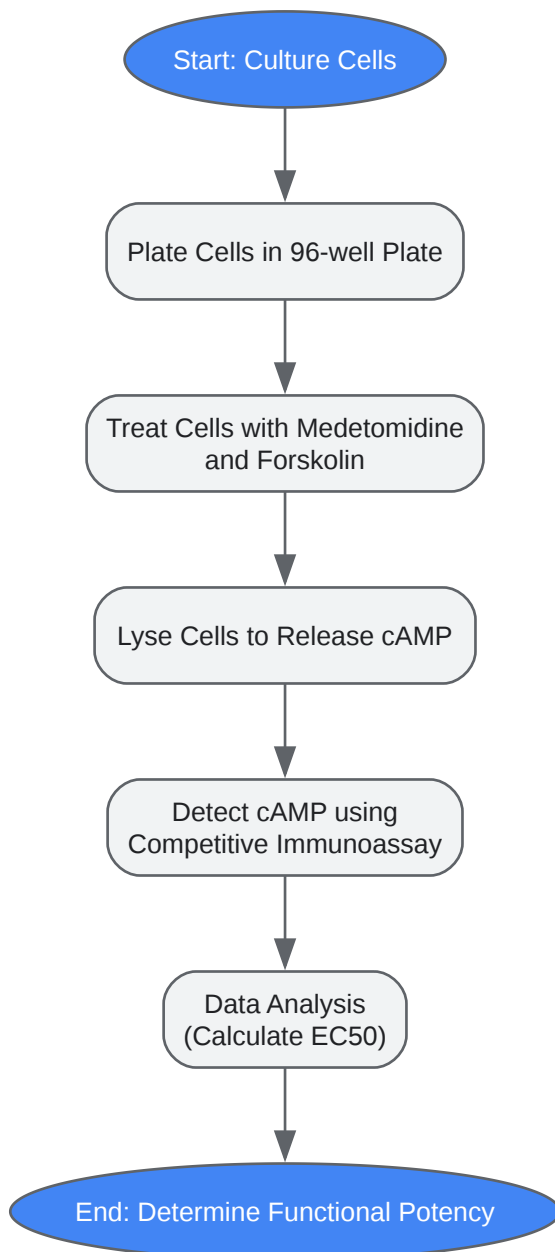 Start: Culture Cells
Plate Cells in 96-well Plate
Treat Cells with Medetomidine
and Forskolin
Lyse Cells to Release cAMP
Detect cAMP using
Competitive Immunoassay
Data Analysis
(Calculate EC50)
End: Determine Functional Potency